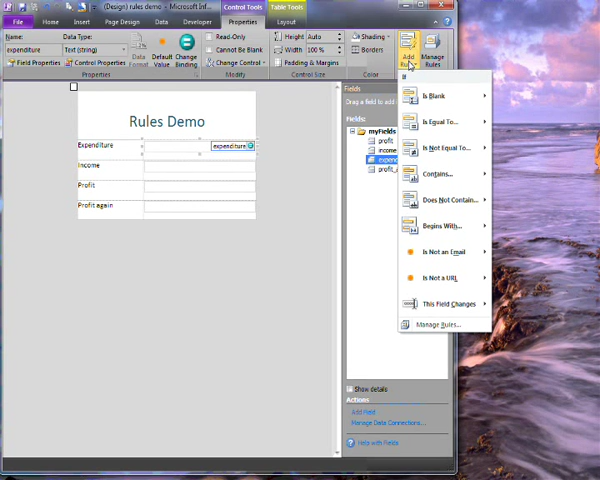 (Design) rules demo - Microsoft Inf...
Control Tools
Table Tools
File
Home
Insert
Page Design
Data
Developer
Properties
Layout
Name:
Data Type:
expenditure
Text (string)
Field Properties
Control Properties
Data Format
Default Value
Change Binding
Properties
Read-Only
Cannot Be Blank
Change Control
Modify
Height Auto
Width 100 %
Padding & Margins
Control Size
Shading
Borders
Color
Add
Manage Rules
If
Is Blank
Is Equal To...
Is Not Equal To...
Contains...
Does Not Contain...
Begins With...
Is Not an Email
Is Not a URL
This Field Changes
Manage Rules...
Rules Demo
Expenditure
expenditure
Income
Profit
Profit again
Fields
Drag a field to add
Fields:
myFields
profit
income
expend
profit_
Show details
Actions
Add Field
Manage Data Connections...
Help with Fields